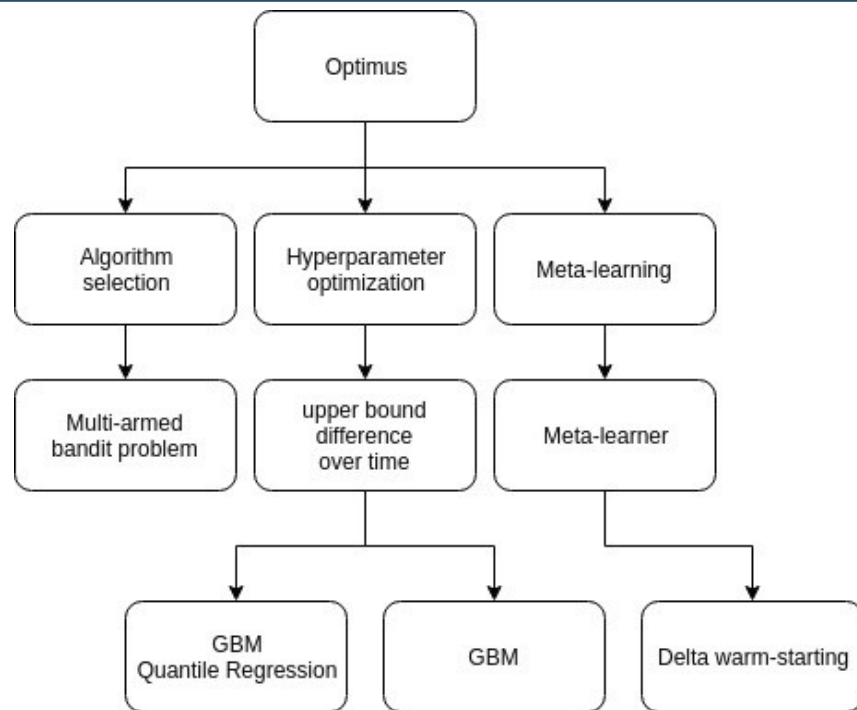 Optimus
Algorithm
selection
Hyperparameter
optimization
Meta-learning
Multi-armed
bandit problem
upper bound
difference
over time
Meta-learner
GBM
Quantile Regression
GBM
Delta warm-starting